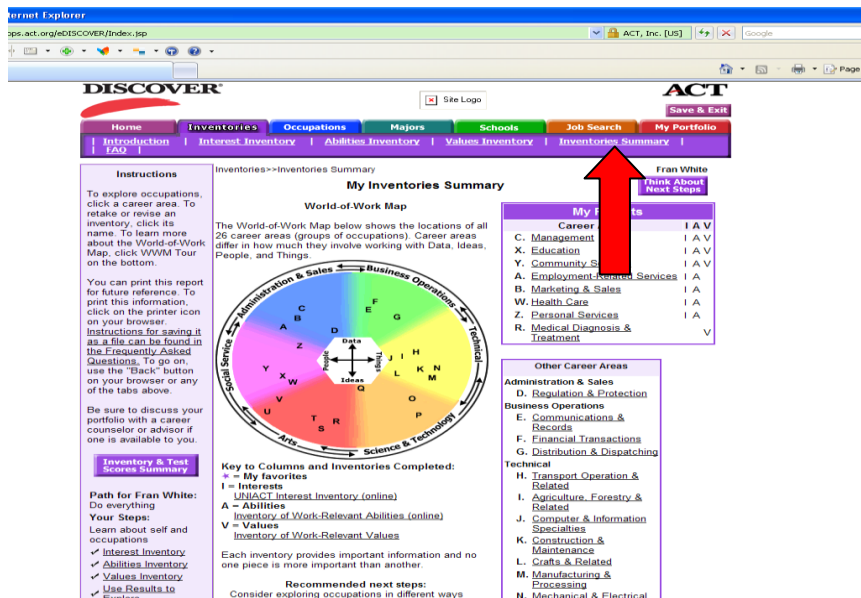 ternet Explorer
ops.act.org/eDISCOVER/Index.jsp
ACT, Inc. [US]
Google
Page
DISCOVER®
Site Logo
ACT
Save & Exit
Home
Inventories
Occupations
Majors
Schools
Job Search
My Portfolio
| Introduction | Interest Inventory | Abilities Inventory | Values Inventory | Inventories Summary |
| FAQ |
Instructions
To explore occupations,
click a career area. To
retake or revise an
inventory, click its
name. To learn more
about the World-of-Work
Map, click WWM Tour
on the bottom.
You can print this report
for future reference. To
print this information,
click on the printer icon
on your browser.
Instructions for saving it
as a file can be found in
the Frequently Asked
Questions. To go on,
use the "Back" button
on your browser or any
of the tabs above.
Be sure to discuss your
portfolio with a career
counselor or advisor if
one is available to you.
Inventory & Test
Scores Summary
Path for Fran White:
Do everything
Your Steps:
Learn about self and
occupations
Interest Inventory
Abilities Inventory
Values Inventory
Use Results to
Explore
Inventories>>Inventories Summary
Fran White
My Inventories Summary
Think About
Next Steps
World-of-Work Map
The World-of-Work Map below shows the locations of all
26 career areas (groups of occupations). Career areas
differ in how much they involve working with Data, Ideas,
People, and Things.
Administration & Sales
Business Operations
Technical
Science & Technology
Arts
Social Service
Data
People
Things
Ideas
A
B
C
D
E
F
G
H
I
J
K
L
M
N
O
P
Q
R
S
T
U
V
W
X
Y
Z
Key to Columns and Inventories Completed:
* = My favorites
I = Interests
UNIACT Interest Inventory (online)
A = Abilities
Inventory of Work-Relevant Abilities (online)
V = Values
Inventory of Work-Relevant Values
Each inventory provides important information and no
one piece is more important than another.
Recommended next steps:
Consider exploring occupations in different ways
My ts
Career I A V
C. Management I A V
X. Education I A V
Y. Community I A V
A. Employment-Related Services I A
B. Marketing & Sales I A
W. Health Care I A
Z. Personal Services I A
R. Medical Diagnosis &
Treatment V
Other Career Areas
Administration & Sales
D. Regulation & Protection
Business Operations
E. Communications &
Records
F. Financial Transactions
G. Distribution & Dispatching
Technical
H. Transport Operation &
Related
I. Agriculture, Forestry &
Related
J. Computer & Information
Specialties
K. Construction &
Maintenance
L. Crafts & Related
M. Manufacturing &
Processing
N. Mechanical & Electrical